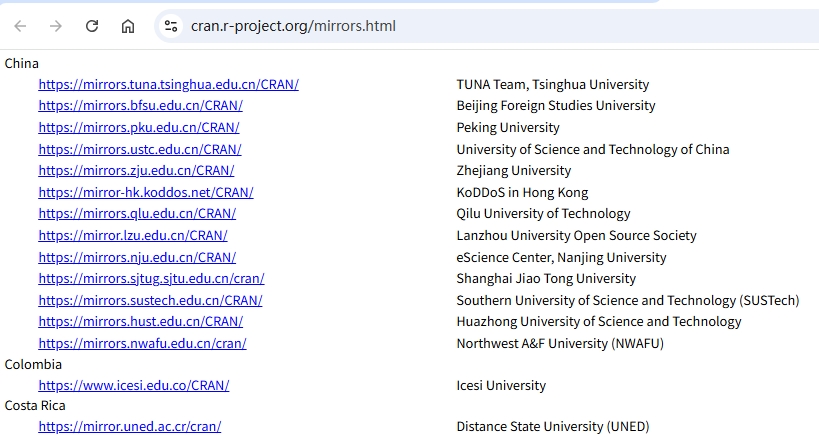 cran.r-project.org/mirrors.html
China
https://mirrors.tuna.tsinghua.edu.cn/CRAN/ TUNA Team, Tsinghua University
https://mirrors.bfsu.edu.cn/CRAN/ Beijing Foreign Studies University
https://mirrors.pku.edu.cn/CRAN/ Peking University
https://mirrors.ustc.edu.cn/CRAN/ University of Science and Technology of China
https://mirrors.zju.edu.cn/CRAN/ Zhejiang University
https://mirror-hk.koddos.net/CRAN/ KoDDoS in Hong Kong
https://mirrors.qlu.edu.cn/CRAN/ Qilu University of Technology
https://mirror.lzu.edu.cn/CRAN/ Lanzhou University Open Source Society
https://mirrors.nju.edu.cn/CRAN/ eScience Center, Nanjing University
https://mirrors.sjtug.sjtu.edu.cn/cran/ Shanghai Jiao Tong University
https://mirrors.sustech.edu.cn/CRAN/ Southern University of Science and Technology (SUSTech)
https://mirrors.hust.edu.cn/CRAN/ Huazhong University of Science and Technology
https://mirrors.nwafu.edu.cn/cran/ Northwest A&F University (NWAFU)
Colombia
https://www.icesi.edu.co/CRAN/ Icesi University
Costa Rica
https://mirror.uned.ac.cr/cran/ Distance State University (UNED)